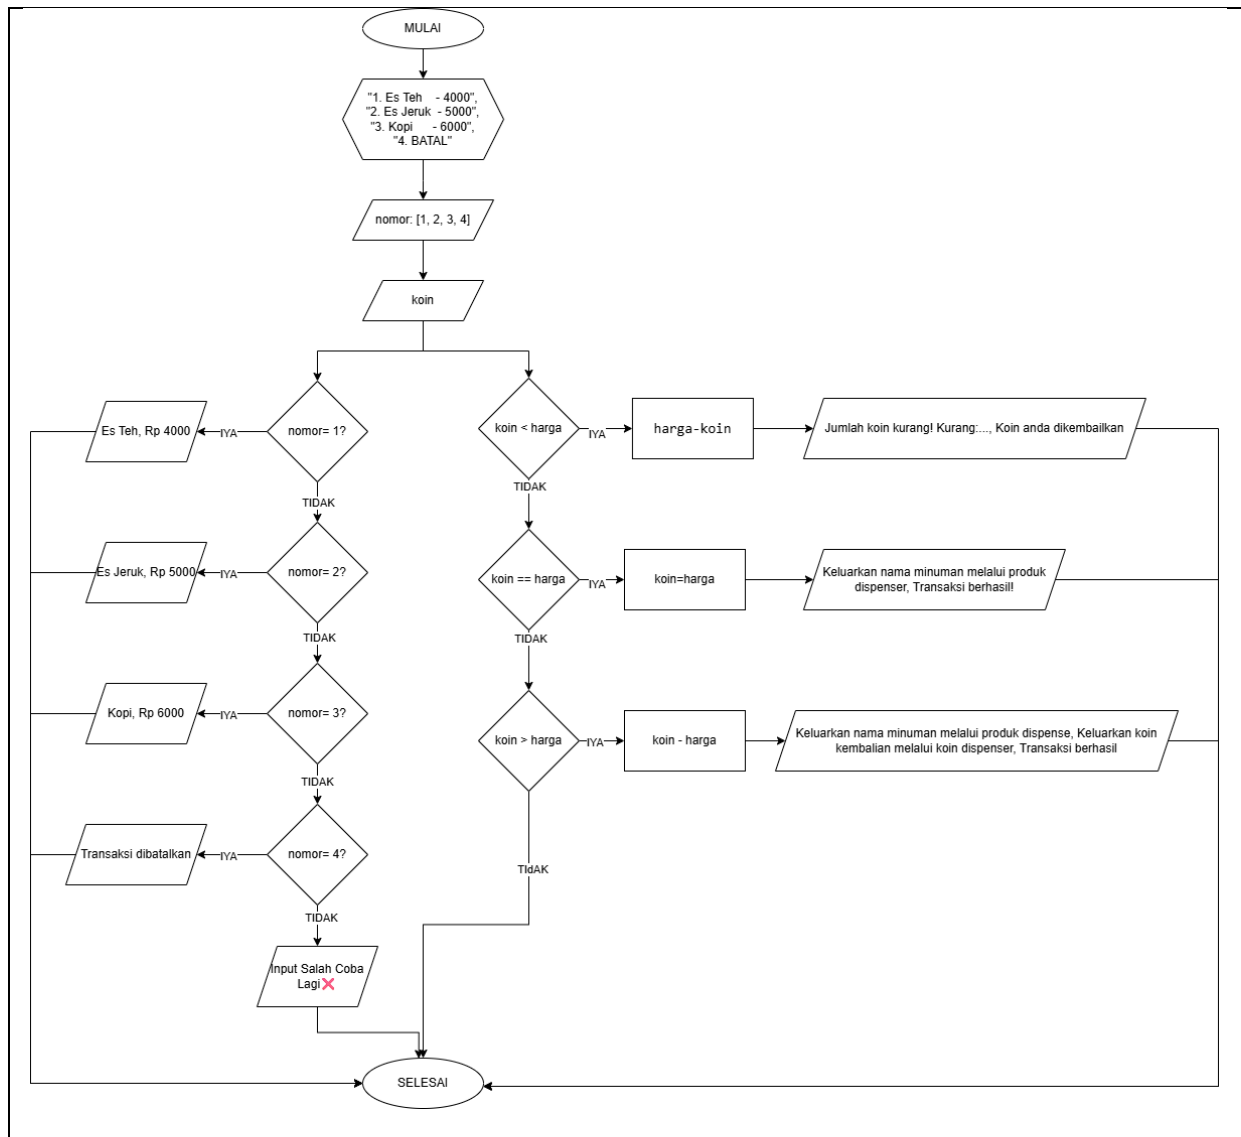 MULAI
"1. Es Teh - 4000",
"2. Es Jeruk - 5000",
"3. Kopi - 6000",
"4. BATAL"
nomor: [1, 2, 3, 4]
koin
nomor= 1?
IYA
Es Teh, Rp 4000
TIDAK
nomor= 2?
IYA
Es Jeruk, Rp 5000
TIDAK
nomor= 3?
IYA
Kopi, Rp 6000
TIDAK
nomor= 4?
IYA
Transaksi dibatalkan
TIDAK
Input Salah Coba
Lagi❌
koin < harga
IYA
harga-koin
Jumlah koin kurang! Kurang:..., Koin anda dikembailkan
TIDAK
koin == harga
IYA
koin=harga
Keluarkan nama minuman melalui produk
dispenser, Transaksi berhasil!
TIDAK
koin > harga
IYA
koin - harga
Keluarkan nama minuman melalui produk dispense, Keluarkan koin
kembalian melalui koin dispenser, Transaksi berhasil
TIdAK
SELESAI